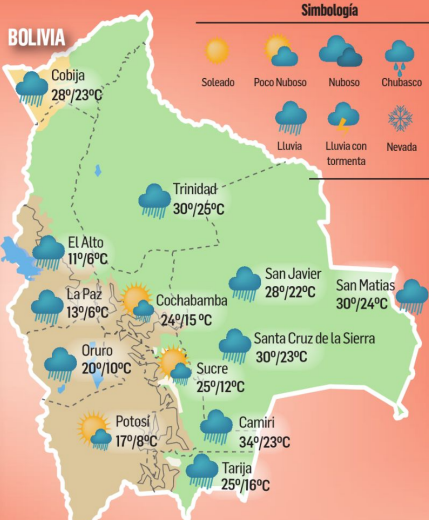 Simbología
BOLIVIA
Soleado
Poco Nuboso
Nuboso
Chubasco
Lluvia
Lluvia con
tormenta
Nevada
Cobija
28º/23ºC
Trinidad
30º/25ºC
El Alto
11º/6ºC
San Javier
28º/22ºC
San Matias
30º/24ºC
La Paz
13º/6ºC
Cochabamba
24º/15 ºC
Santa Cruz de la Sierra
30º/23ºC
Oruro
20º/10ºC
Sucre
25º/12ºC
Potosí
17º/8ºC
Camiri
34º/23ºC
Tarija
25º/16ºC